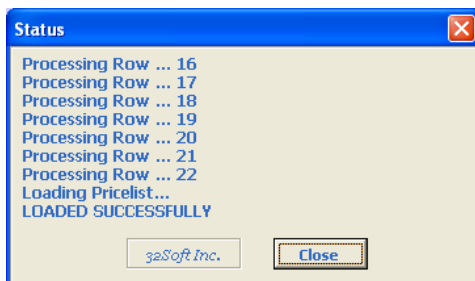 Status
Processing Row ... 16
Processing Row ... 17
Processing Row ... 18
Processing Row ... 19
Processing Row ... 20
Processing Row ... 21
Processing Row ... 22
Loading Pricelist...
LOADED SUCCESSFULLY
32Soft Inc.
Close